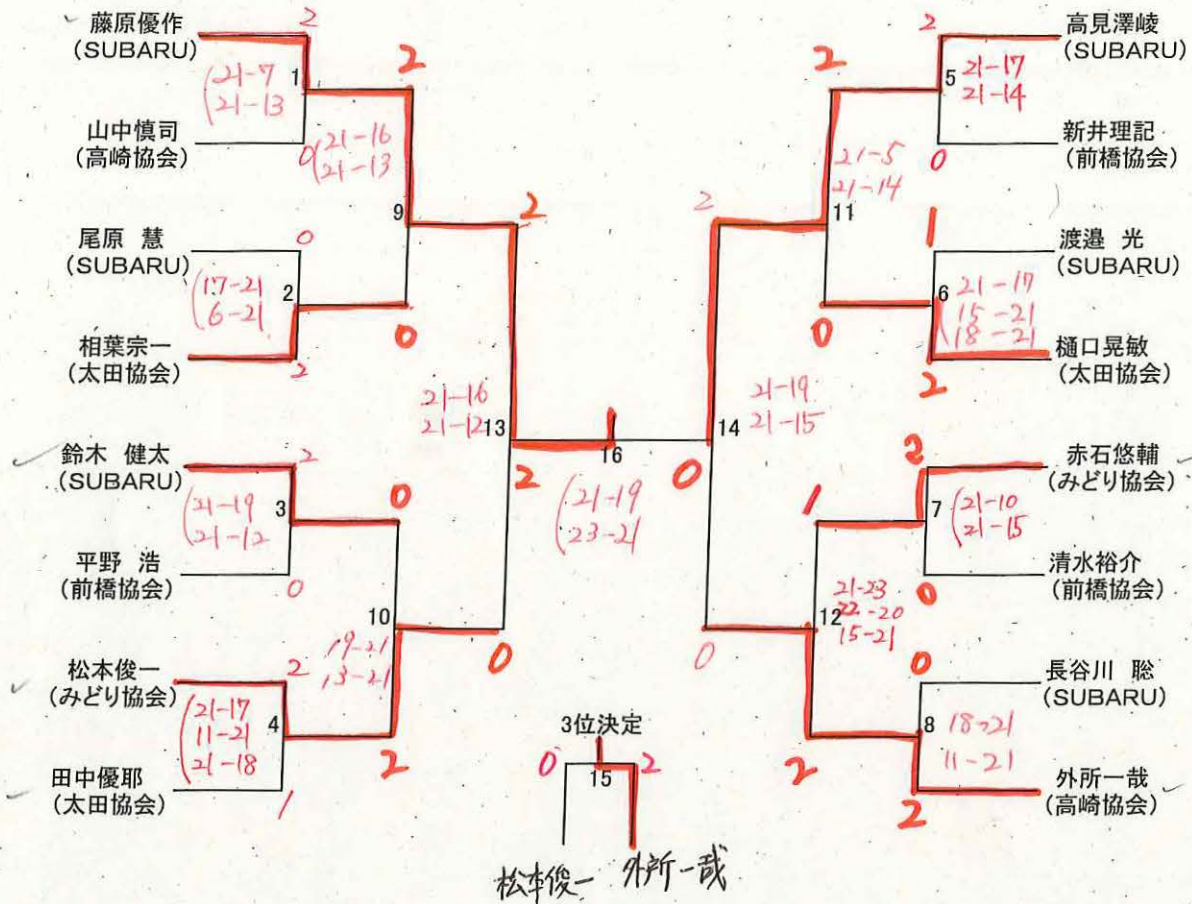 藤原優作
(SUBARU)
2
1
(21-7
21-13
山中慎司
(高崎協会)
0
2
(21-16
21-13
9
尾原 慧
(SUBARU)
0
2
(17-21
6-21
相葉宗一
(太田協会)
2
0
2
21-16
21-12
13
鈴木 健太
(SUBARU)
2
3
(21-19
21-12
平野 浩
(前橋協会)
0
0
10
19-21
13-21
0
松本俊一
(みどり協会)
2
4
(21-17
11-21
21-18
田中優耶
(太田協会)
1
2
2
16
0
(21-19
23-21
3位決定
0
15
2
松本俊一
外所一哉
高見澤崚
(SUBARU)
2
5
21-17
21-14
新井理記
(前橋協会)
0
2
21-5
21-14
11
渡邉 光
(SUBARU)
1
6
21-17
15-21
18-21
樋口晃敏
(太田協会)
2
0
2
21-19
21-15
14
赤石悠輔
(みどり協会)
2
7
(21-10
21-15
清水裕介
(前橋協会)
0
1
12
21-23
22-20
15-21
0
長谷川 聡
(SUBARU)
0
8
18-21
11-21
外所一哉
(高崎協会)
2
2